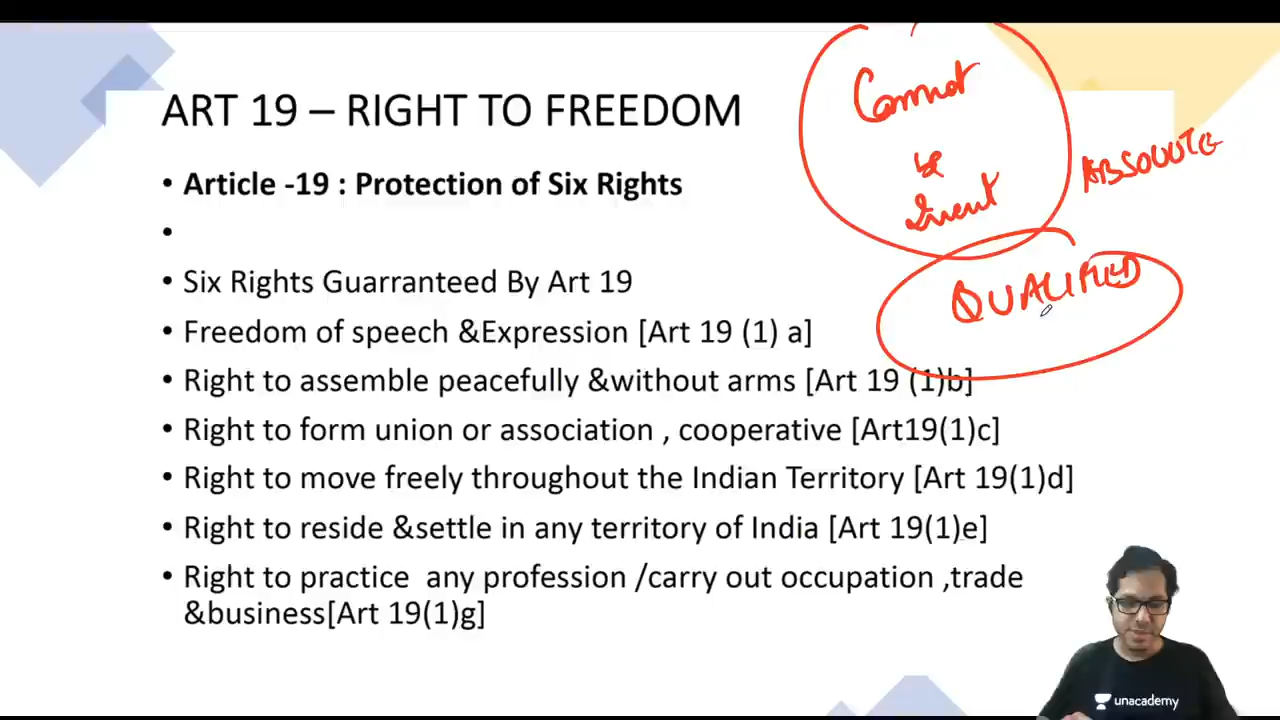 ART 19 – RIGHT TO FREEDOM
• Article -19 : Protection of Six Rights
•
• Six Rights Guarranteed By Art 19
• Freedom of speech &Expression [Art 19 (1) a]
• Right to assemble peacefully &without arms [Art 19 (1)b]
• Right to form union or association , cooperative [Art19(1)c]
• Right to move freely throughout the Indian Territory [Art 19(1)d]
• Right to reside &settle in any territory of India [Art 19(1)e]
• Right to practice any profession /carry out occupation ,trade
&business[Art 19(1)g]
Cannot
be
ABSOLUTE
QUALIFIED
unacademy